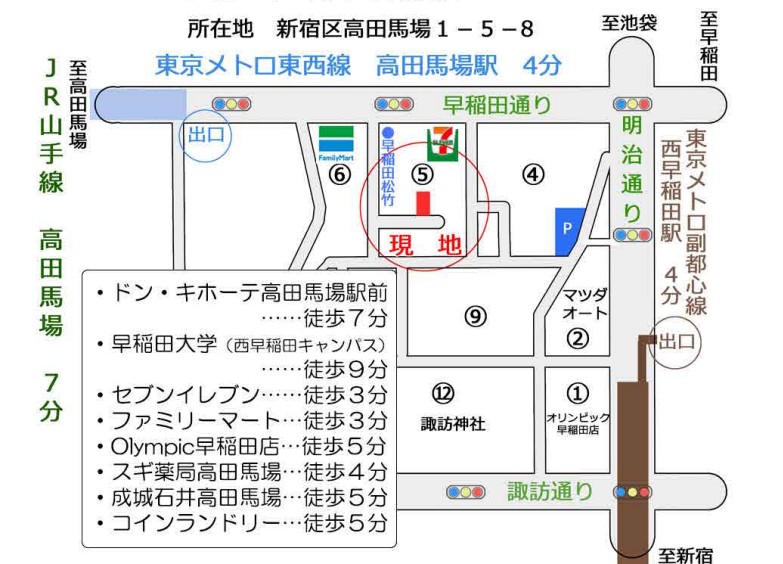 所在地　新宿区高田馬場１－５－８
至池袋
至早稲田
東京メトロ東西線　高田馬場駅　4分
ＪＲ山手線　高田馬場　７分
至高田馬場
早稲田通り
出口
明治通り
東京メトロ副都心線
西早稲田駅　4分
FamilyMart
⑥
●早稲田松竹
7
ELEVEN
⑤
④
P
現　地
マツダ
オート
②
⑨
出口
・ドン・キホーテ高田馬場駅前
……徒歩７分
・早稲田大学（西早稲田キャンパス）
……徒歩９分
・セブンイレブン……徒歩３分
・ファミリーマート…徒歩３分
・Olympic早稲田店…徒歩５分
・スギ薬局高田馬場…徒歩４分
・成城石井高田馬場…徒歩５分
・コインランドリー…徒歩５分
⑫
諏訪神社
①
オリンピック
早稲田店
諏訪通り
至新宿